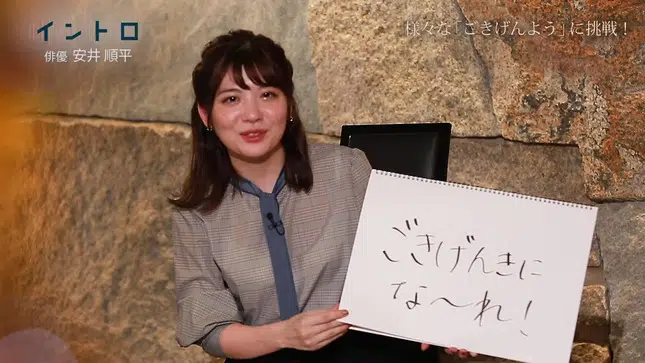 イントロ
俳優 安井 順平
様々な「ごきげんよう」に挑戦！
ごきげんきに
な〜れ！